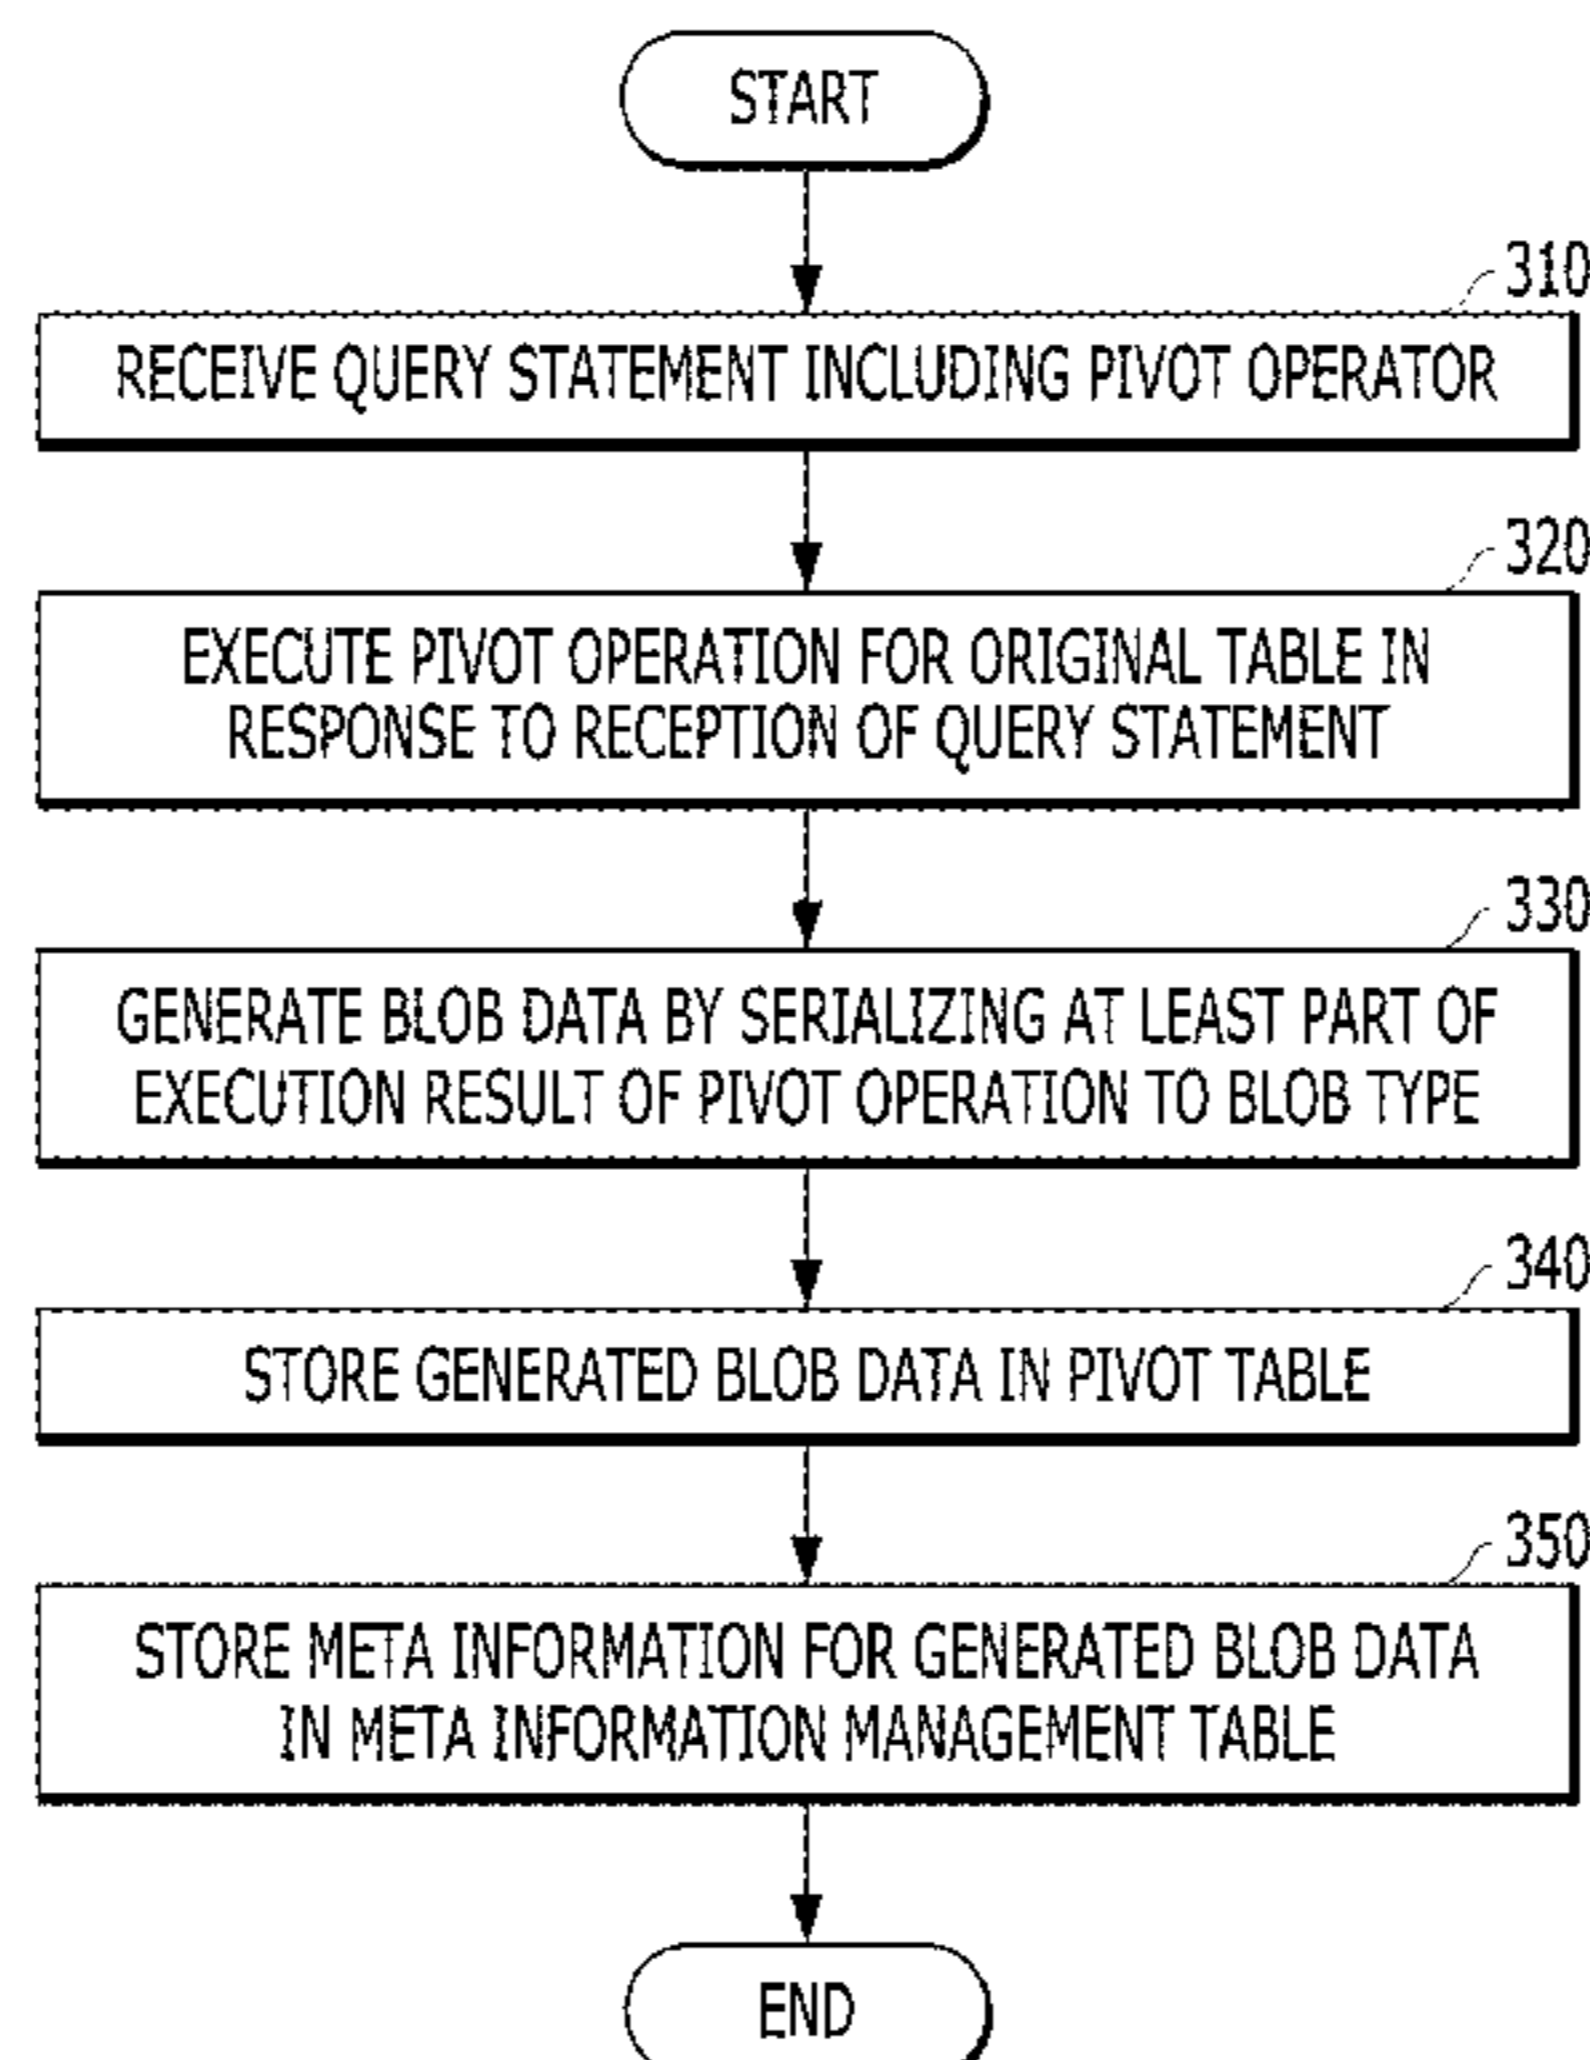 START
310
RECEIVE QUERY STATEMENT INCLUDING PIVOT OPERATOR
320
EXECUTE PIVOT OPERATION FOR ORIGINAL TABLE IN
RESPONSE TO RECEPTION OF QUERY STATEMENT
330
GENERATE BLOB DATA BY SERIALIZING AT LEAST PART OF
EXECUTION RESULT OF PIVOT OPERATION TO BLOB TYPE
340
STORE GENERATED BLOB DATA IN PIVOT TABLE
350
STORE META INFORMATION FOR GENERATED BLOB DATA
IN META INFORMATION MANAGEMENT TABLE
END